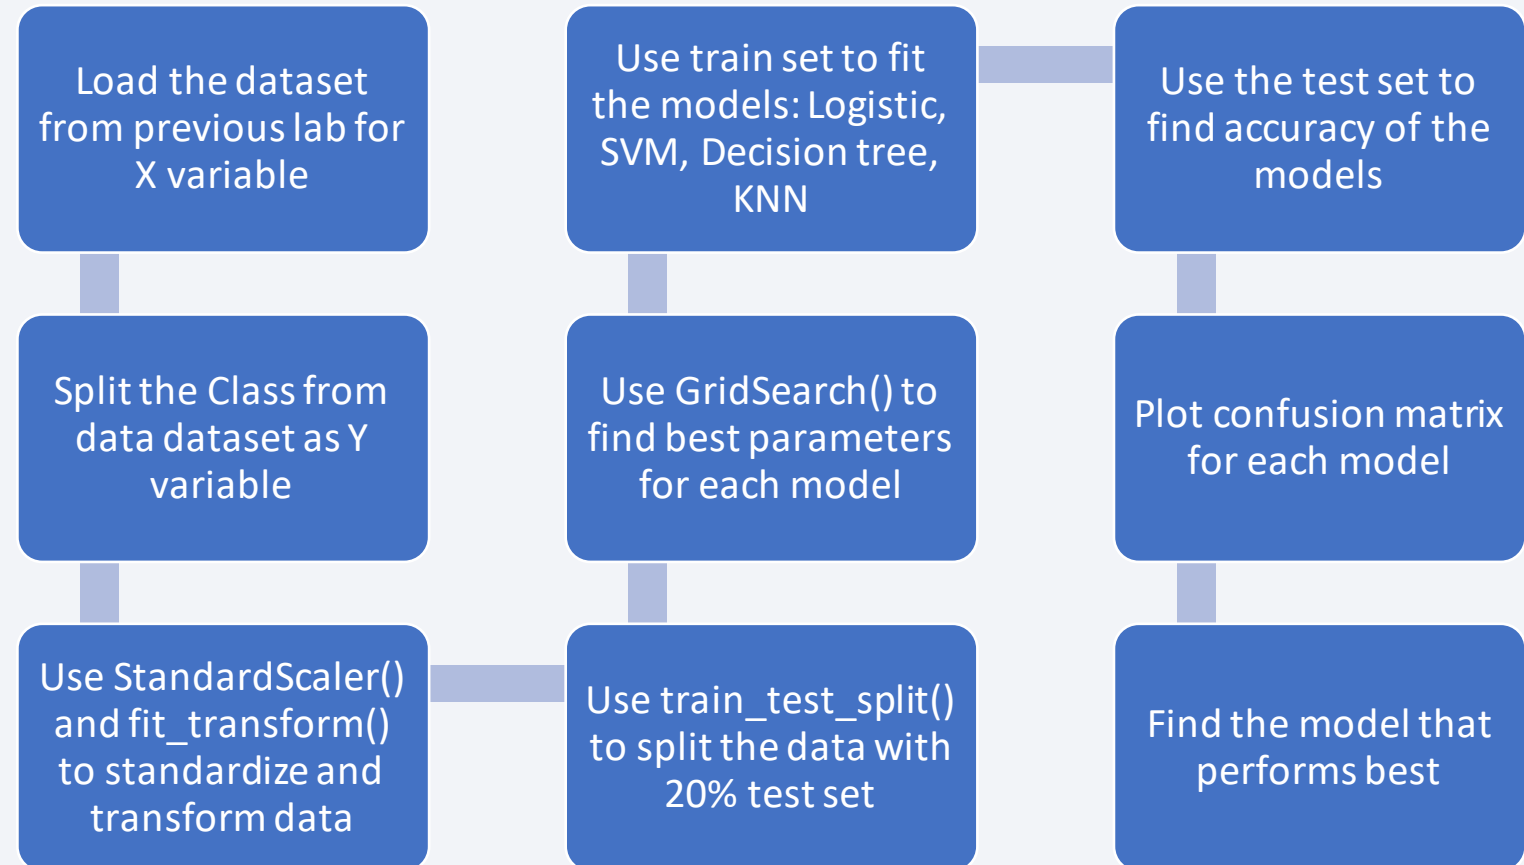 Load the dataset
from previous lab for
X variable
Split the Class from
data dataset as Y
variable
Use StandardScaler()
and fit_transform()
to standardize and
transform data
Use train_test_split()
to split the data with
20% test set
Use GridSearch() to
find best parameters
for each model
Use train set to fit
the models: Logistic,
SVM, Decision tree,
KNN
Use the test set to
find accuracy of the
models
Plot confusion matrix
for each model
Find the model that
performs best